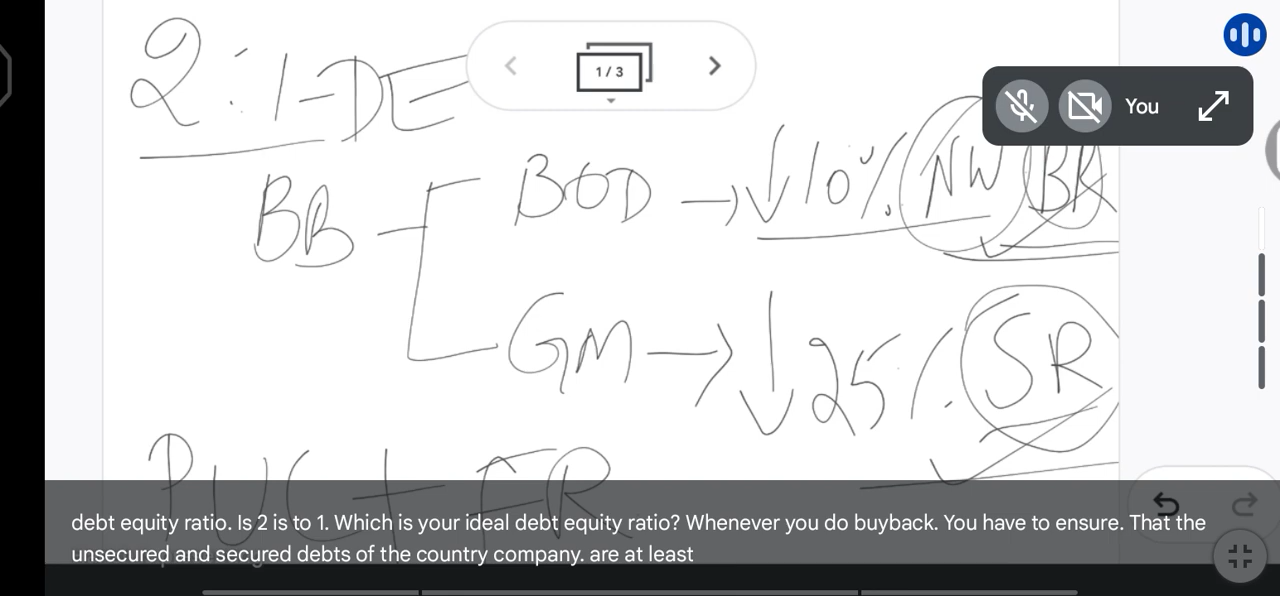 2:1-DE
1 / 3
You
BB
BOD → ↓10% NW BR
GM → ↓25% SR
PUC + FR
debt equity ratio. Is 2 is to 1. Which is your ideal debt equity ratio? Whenever you do buyback. You have to ensure. That the
unsecured and secured debts of the country company. are at least